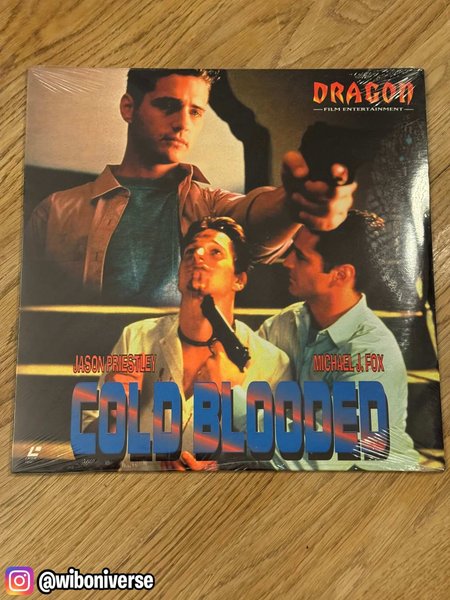 DRAGON
FILM ENTERTAINMENT
JASON PRIESTLEY MICHAEL J. FOX
COLD BLOODED
@wiboniverse